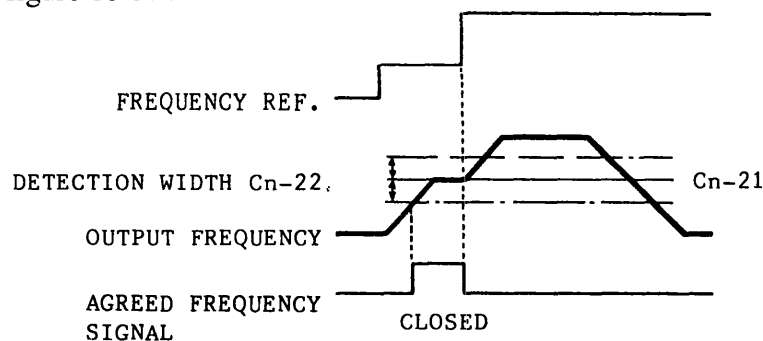 FREQUENCY REF.
DETECTION WIDTH Cn-22
Cn-21
OUTPUT FREQUENCY
AGREED FREQUENCY
SIGNAL
CLOSED